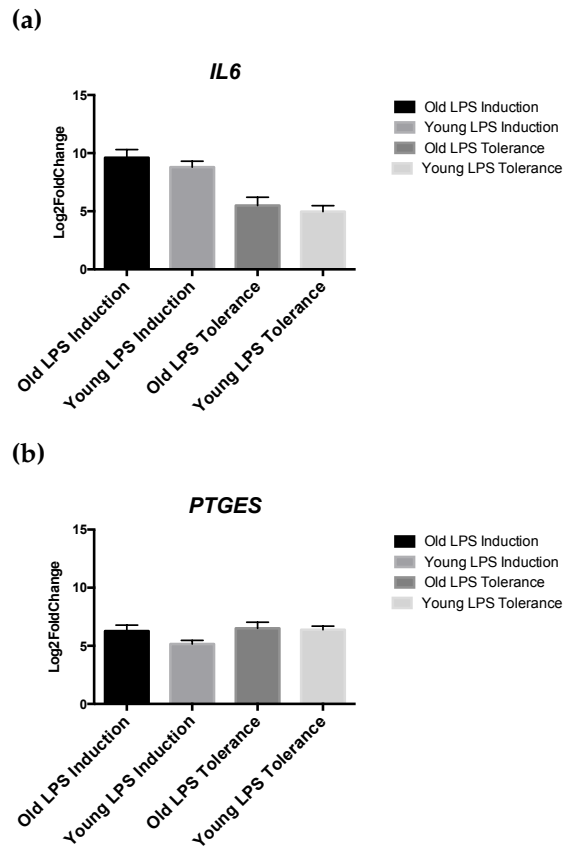 (a)
IL6
15
10
5
0
Log2FoldChange
Old LPS Induction
Young LPS Induction
Old LPS Tolerance
Young LPS Tolerance
Old LPS Induction
Young LPS Induction
Old LPS Tolerance
Young LPS Tolerance
(b)
PTGES
15
10
5
0
Log2FoldChange
Old LPS Induction
Young LPS Induction
Old LPS Tolerance
Young LPS Tolerance
Old LPS Induction
Young LPS Induction
Old LPS Tolerance
Young LPS Tolerance